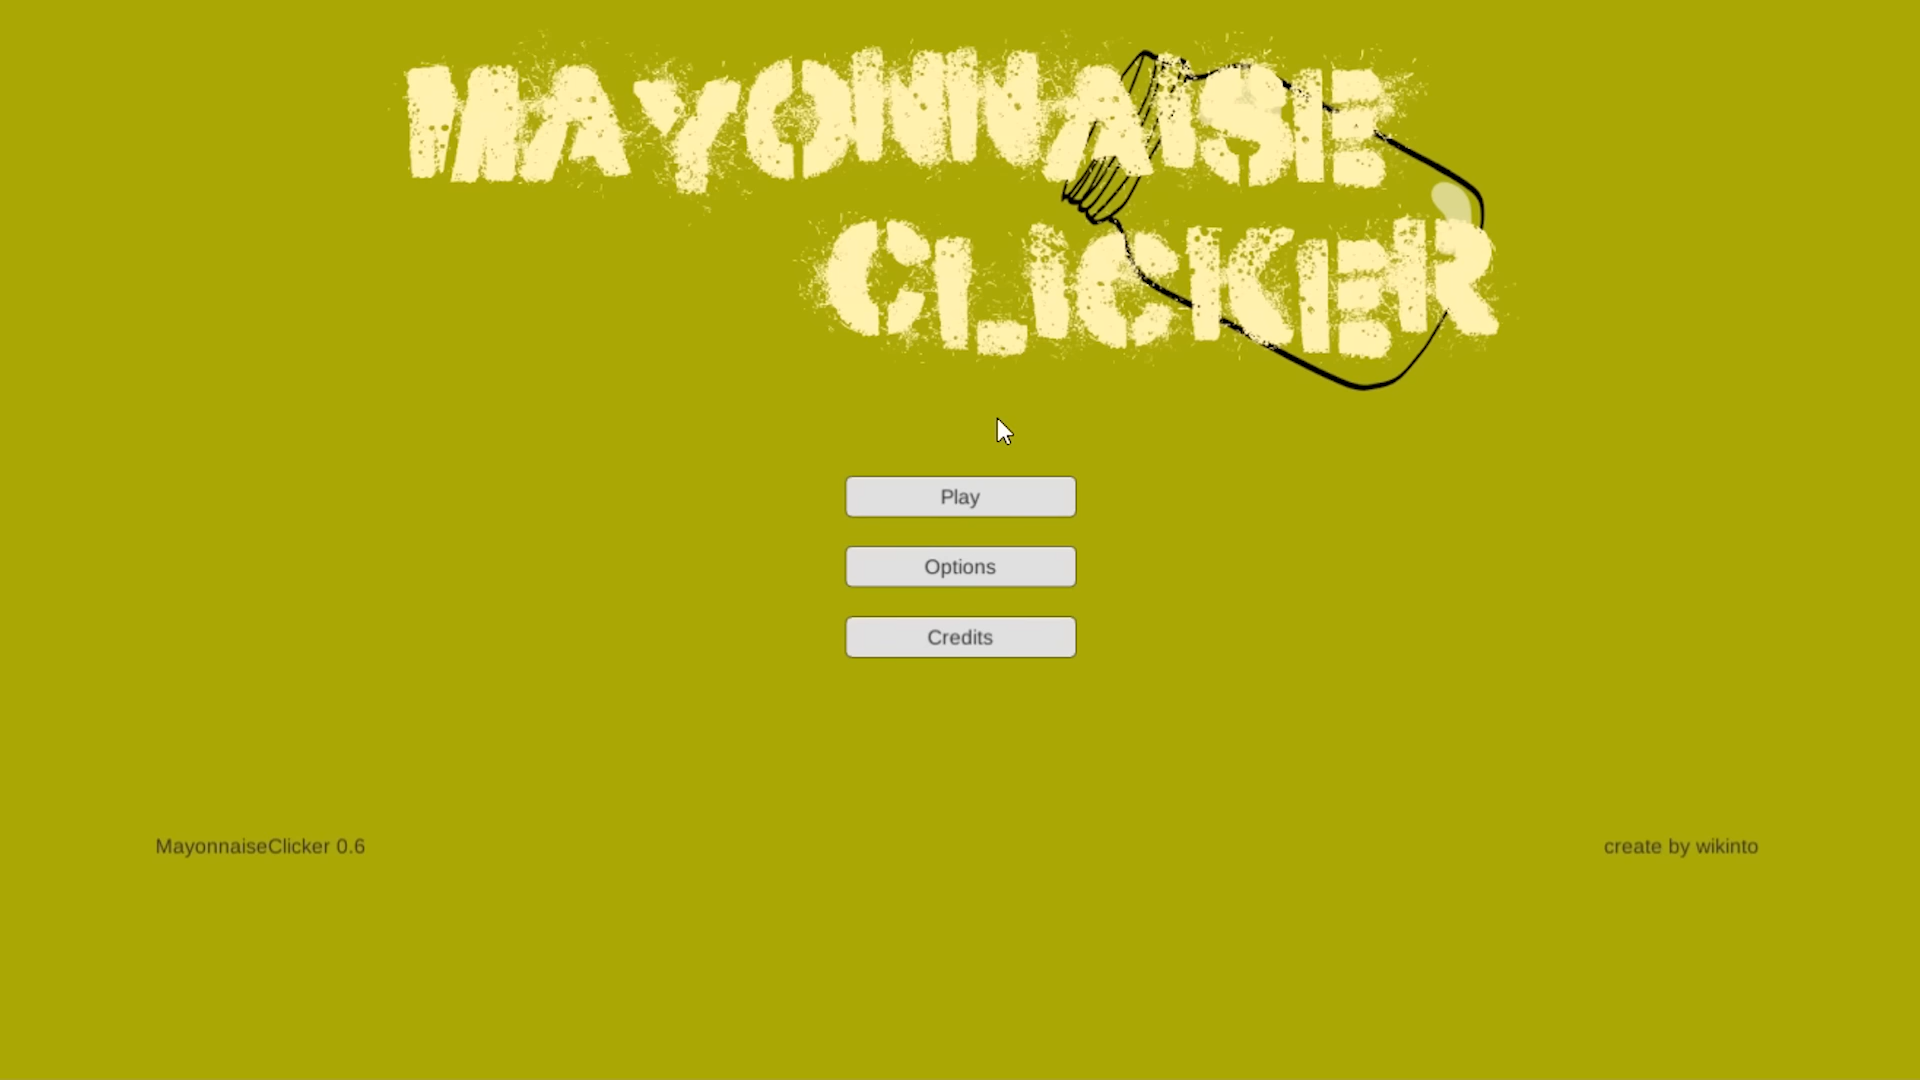 MAYONNAISE
CLICKER
Play
Options
Credits
MayonnaiseClicker 0.6
create by wikinto